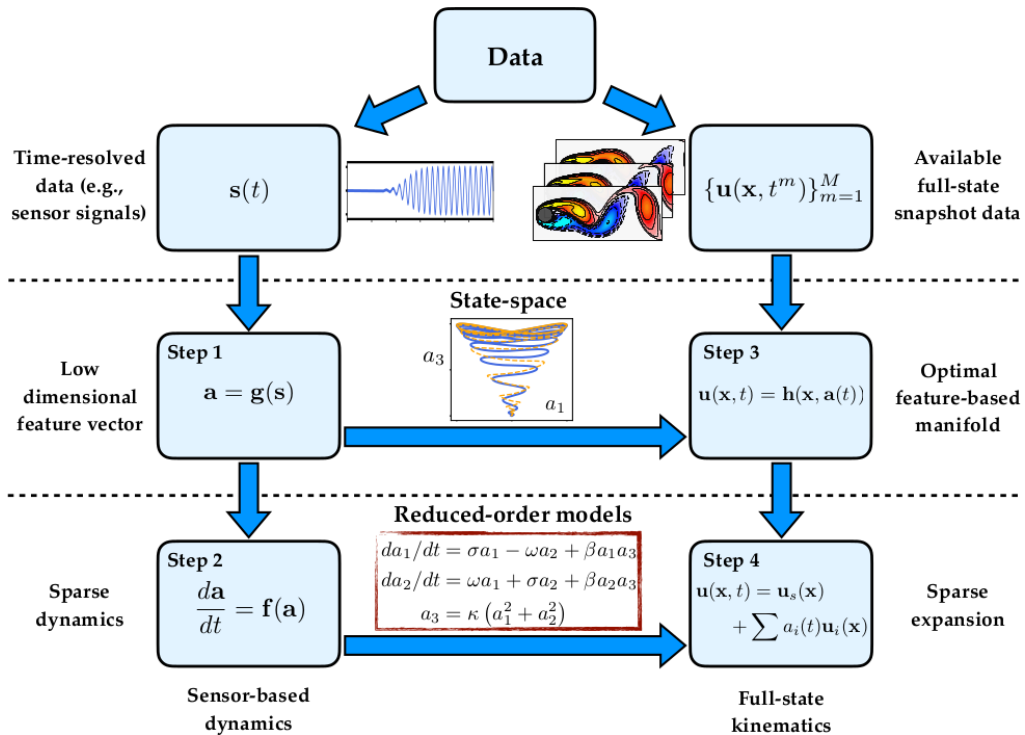 Data
Time-resolved
data (e.g.,
sensor signals)
s(t)
{u(x, t^m)}_{m=1}^M
Available
full-state
snapshot data
State-space
a_3
a_1
Low
dimensional
feature vector
Step 1
a = g(s)
Step 3
u(x, t) = h(x, a(t))
Optimal
feature-based
manifold
Reduced-order models
da_1/dt = σa_1 − ωa_2 + βa_1a_3
da_2/dt = ωa_1 + σa_2 + βa_2a_3
a_3 = κ (a_1^2 + a_2^2)
Sparse
dynamics
Step 2
da/dt = f(a)
Step 4
u(x, t) = u_s(x)
+ ∑ a_i(t)u_i(x)
Sparse
expansion
Sensor-based
dynamics
Full-state
kinematics